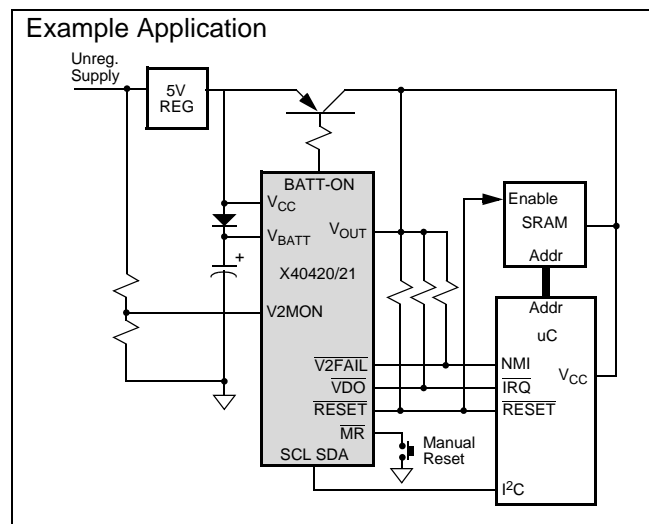 Example Application
Unreg.
Supply
5V
REG
BATT-ON
VCC
VBATT
VOUT
X40420/21
V2MON
V2FAIL
VDO
RESET
MR
SCL SDA
Manual
Reset
Enable
SRAM
Addr
Addr
uC
NMI
IRQ
RESET
VCC
I²C
+